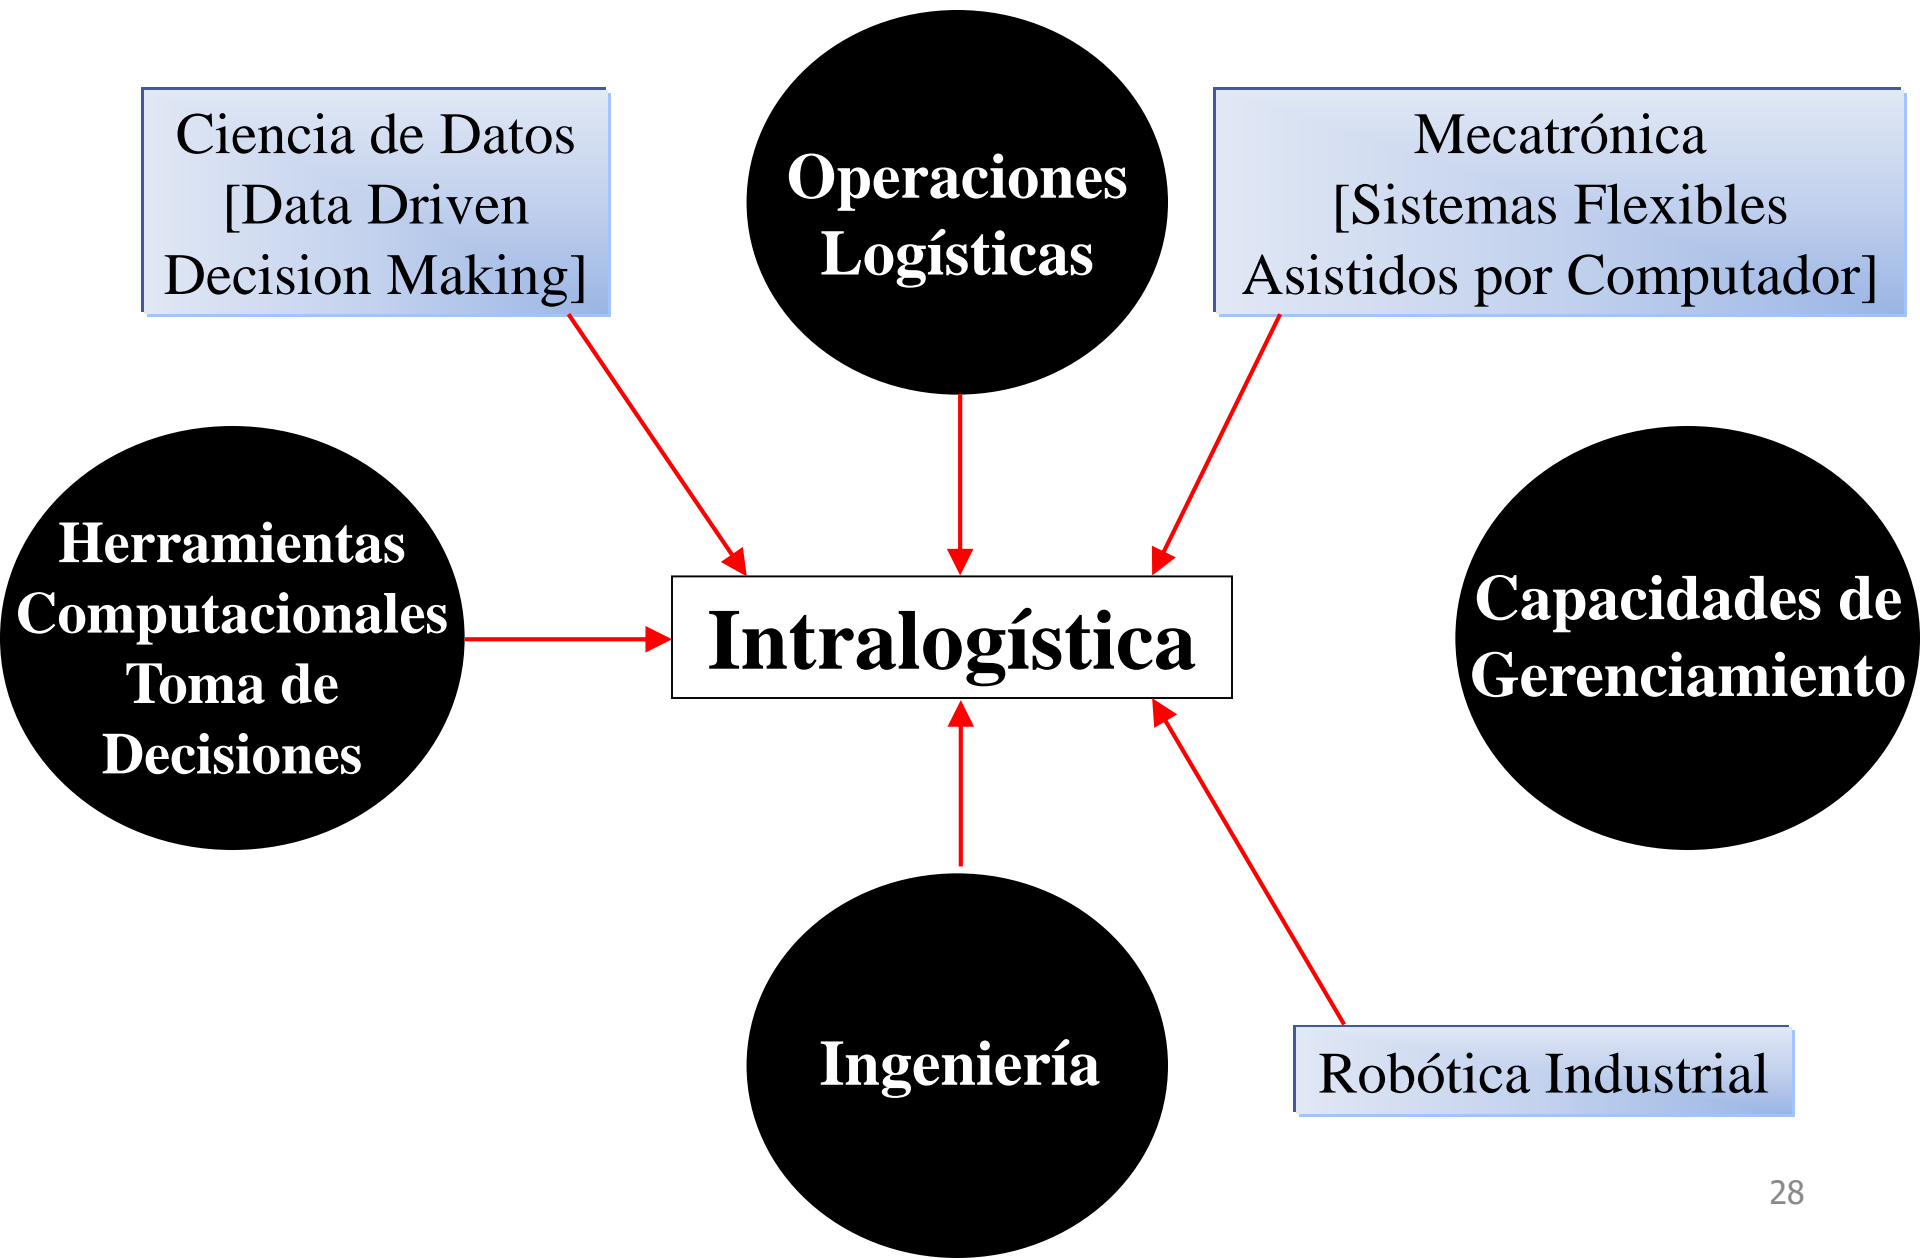 Ciencia de Datos
[Data Driven
Decision Making]
Operaciones
Logísticas
Mecatrónica
[Sistemas Flexibles
Asistidos por Computador]
Herramientas
Computacionales
Toma de
Decisiones
Intralogística
Capacidades de
Gerenciamiento
Ingeniería
Robótica Industrial
28